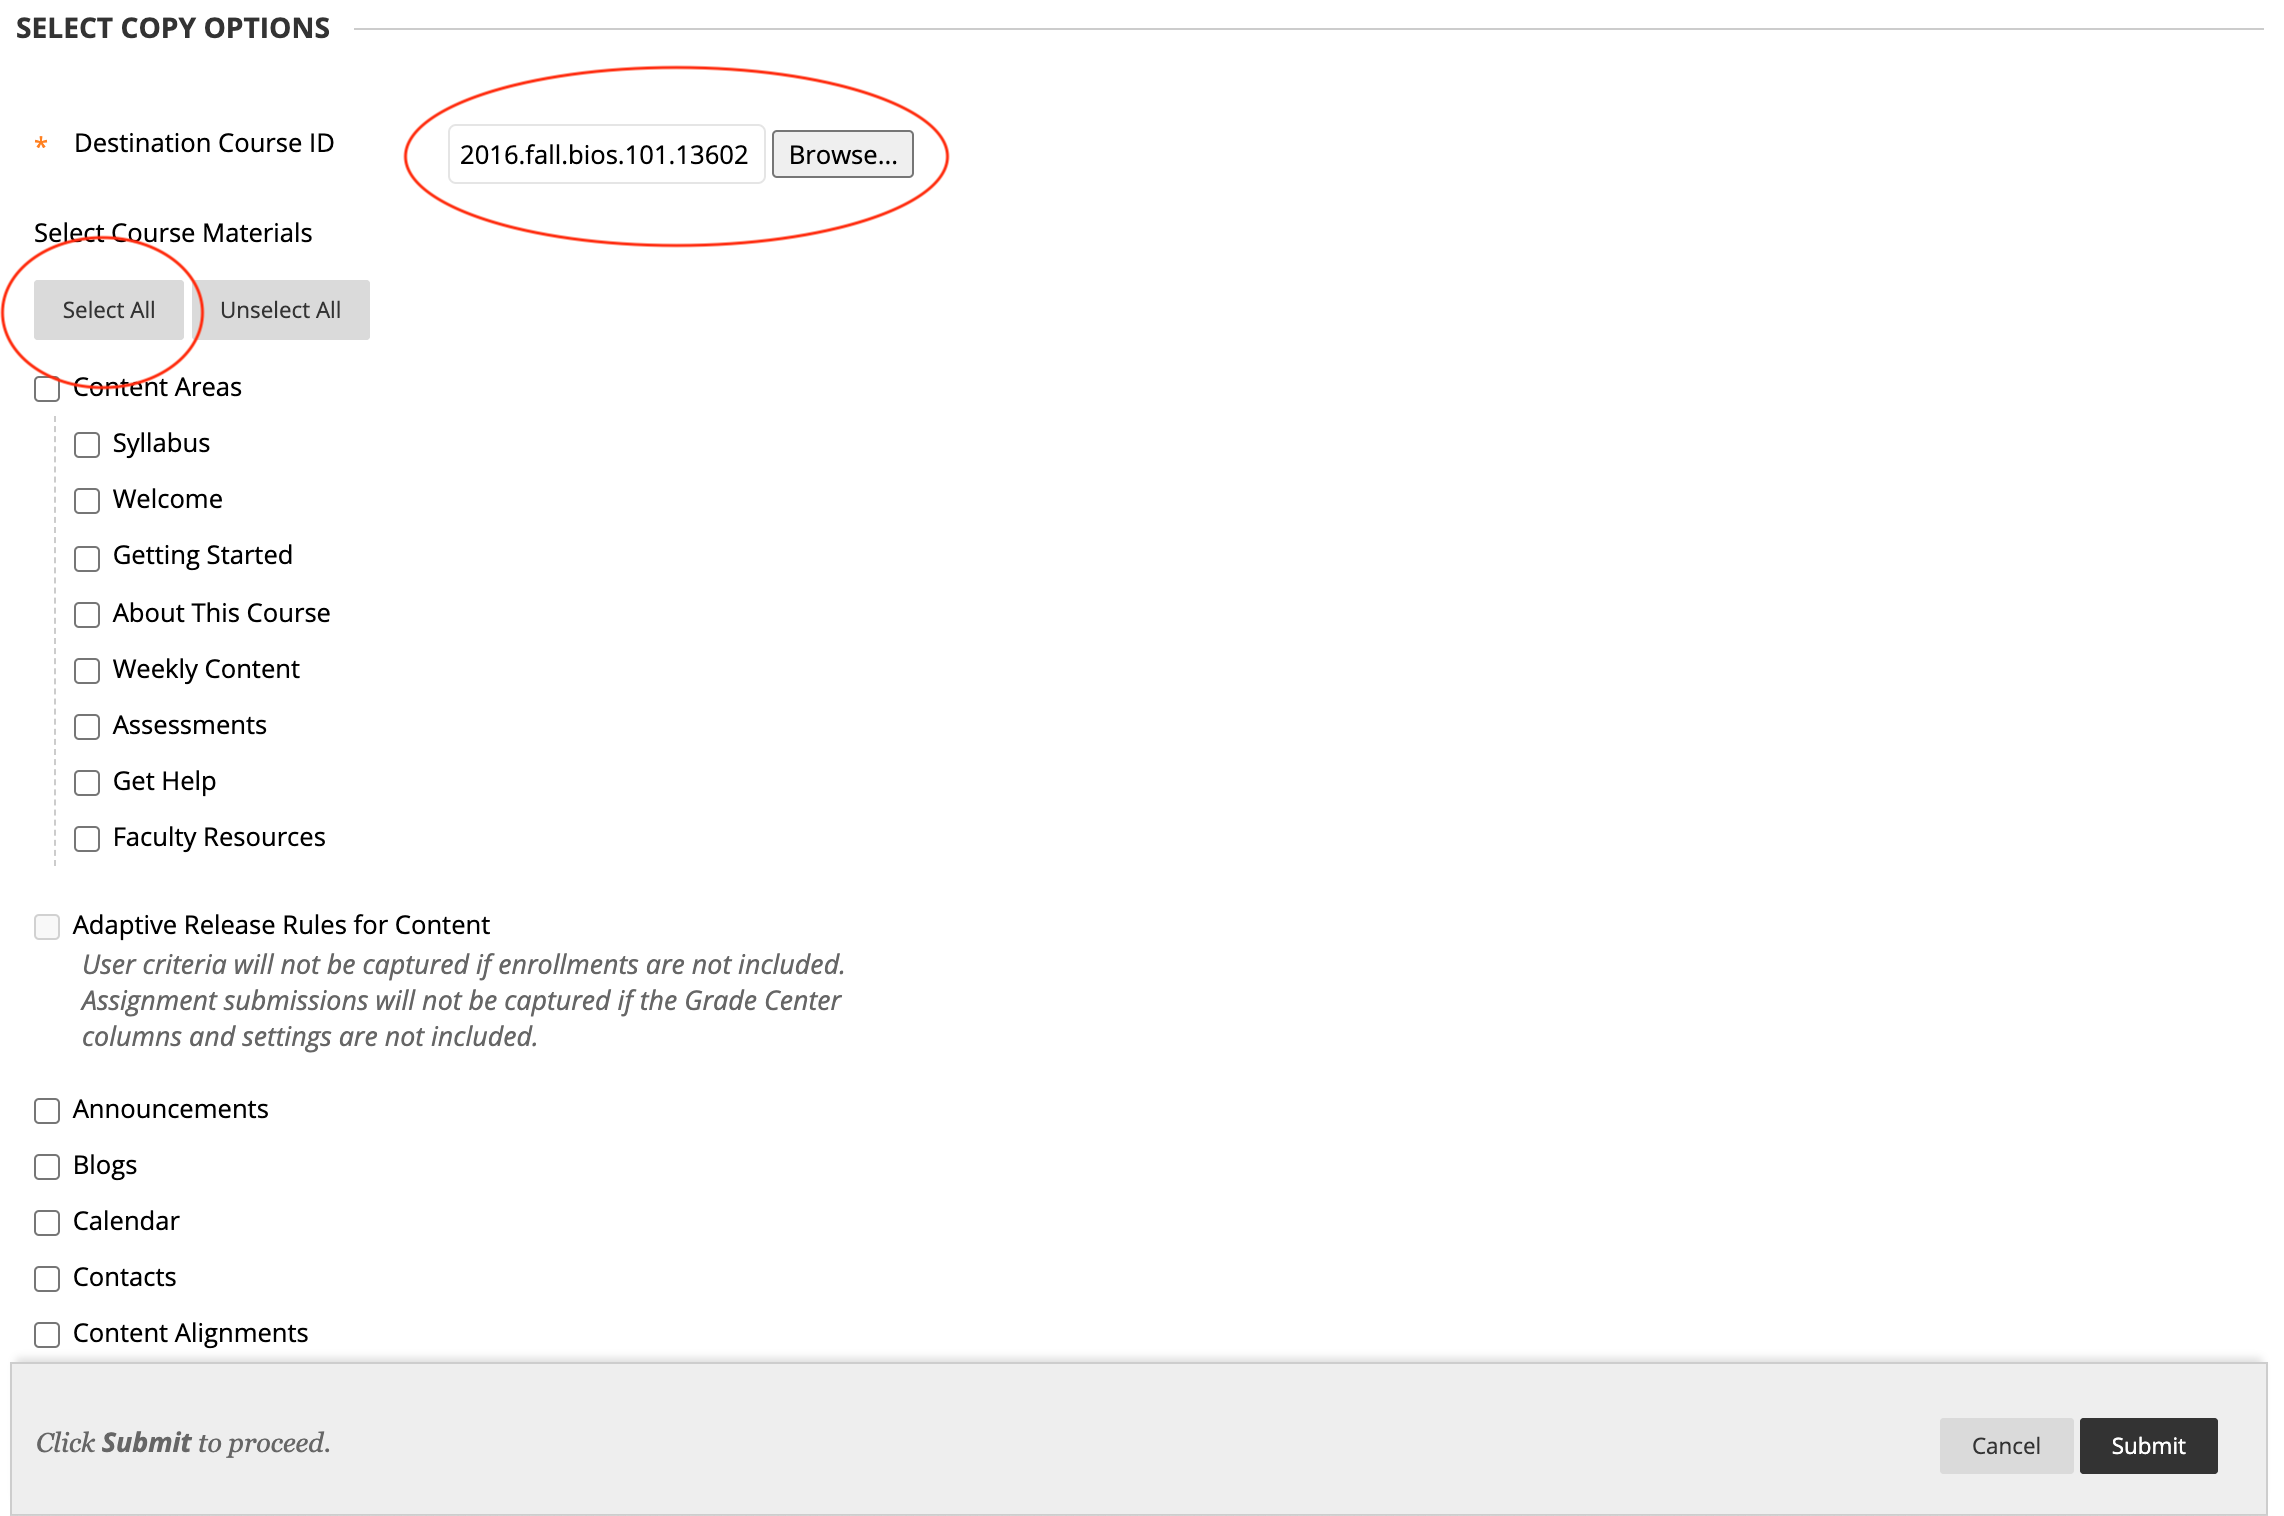 SELECT COPY OPTIONS
* Destination Course ID
2016.fall.bios.101.13602 Browse...
Select Course Materials
Select All Unselect All
Content Areas
Syllabus
Welcome
Getting Started
About This Course
Weekly Content
Assessments
Get Help
Faculty Resources
Adaptive Release Rules for Content
User criteria will not be captured if enrollments are not included.
Assignment submissions will not be captured if the Grade Center
columns and settings are not included.
Announcements
Blogs
Calendar
Contacts
Content Alignments
Click Submit to proceed.
Cancel Submit